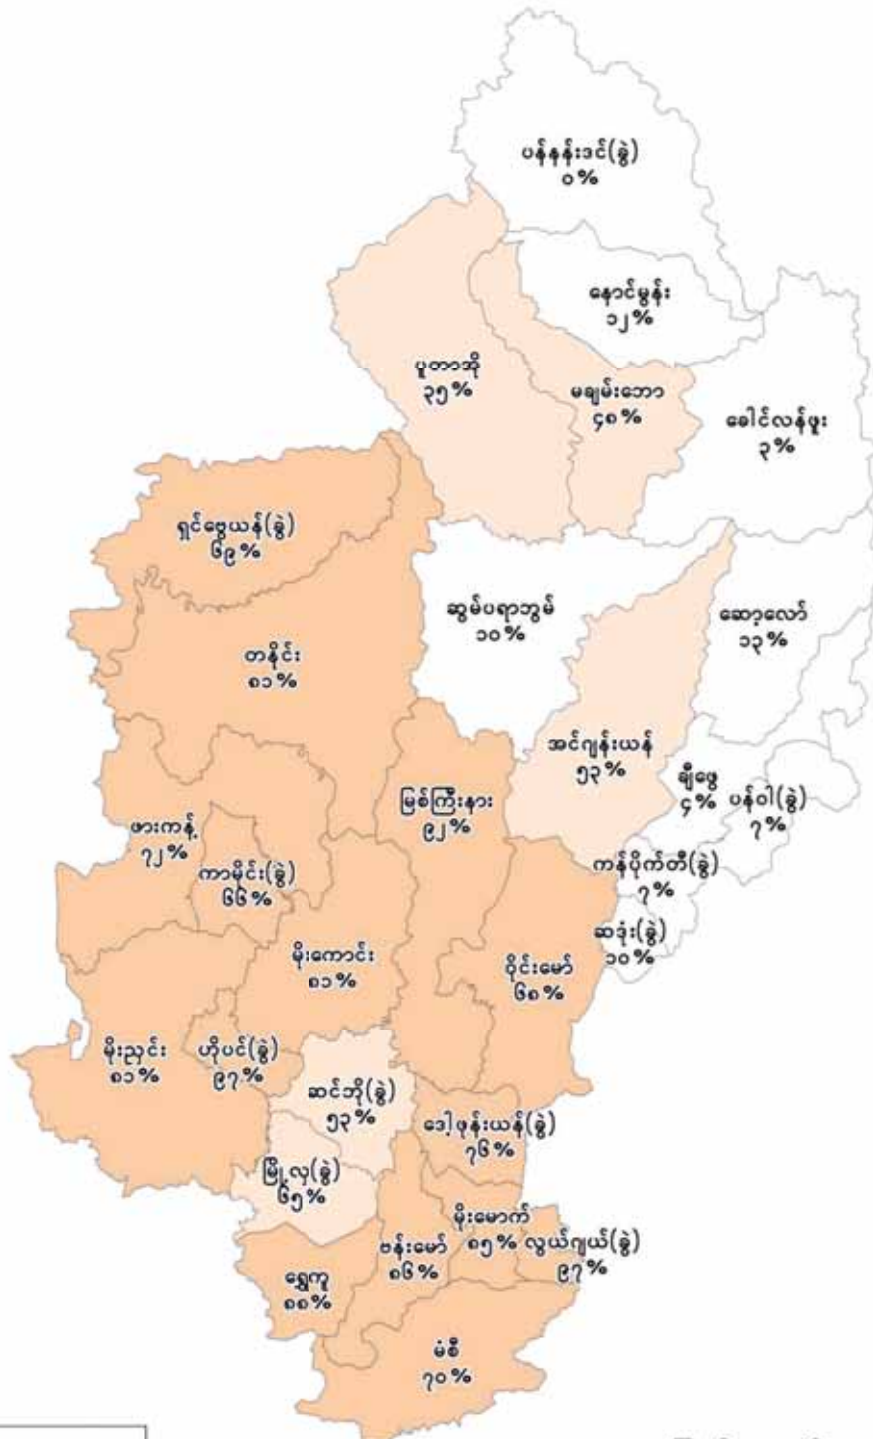 ပန်နန်းဒင်(ခွဲ)
၀%
နောင်မွန်း
၁၂%
ပူတာအို
၃၅%
မချမ်းဘော
၄၈%
ခေါင်လန်ဖူး
၃%
ရှင်ဗွေယန်(ခွဲ)
၆၉%
ဆွမ်ပရာဘွမ်
၁၀%
ဆော့လော်
၁၃%
တနိုင်း
၈၁%
အင်ဂျန်းယန်
၅၃%
ချီဖွေ
၄%
ပန်ဝါ(ခွဲ)
၇%
မြစ်ကြီးနား
၉၂%
ဖားကန့်
၇၂%
ကာမိုင်း(ခွဲ)
၆၆%
ကန်ပိုက်တီ(ခွဲ)
၇%
ဆဒုံး(ခွဲ)
၁၀%
မိုးကောင်း
၈၁%
ဝိုင်းမော်
၆၈%
မိုးညှင်း
၈၁%
ဟိုပင်(ခွဲ)
၉၇%
ဆင်ဘို(ခွဲ)
၅၃%
ဒေါ့ဖုန်းယန်(ခွဲ)
၇၆%
မြို့လှ(ခွဲ)
၆၅%
မိုးမောက်
၈၅%
လွယ်ဂျယ်(ခွဲ)
၉၇%
ဗန်းမော်
၈၆%
ရွှေကူ
၈၈%
မံစီ
၇၀%